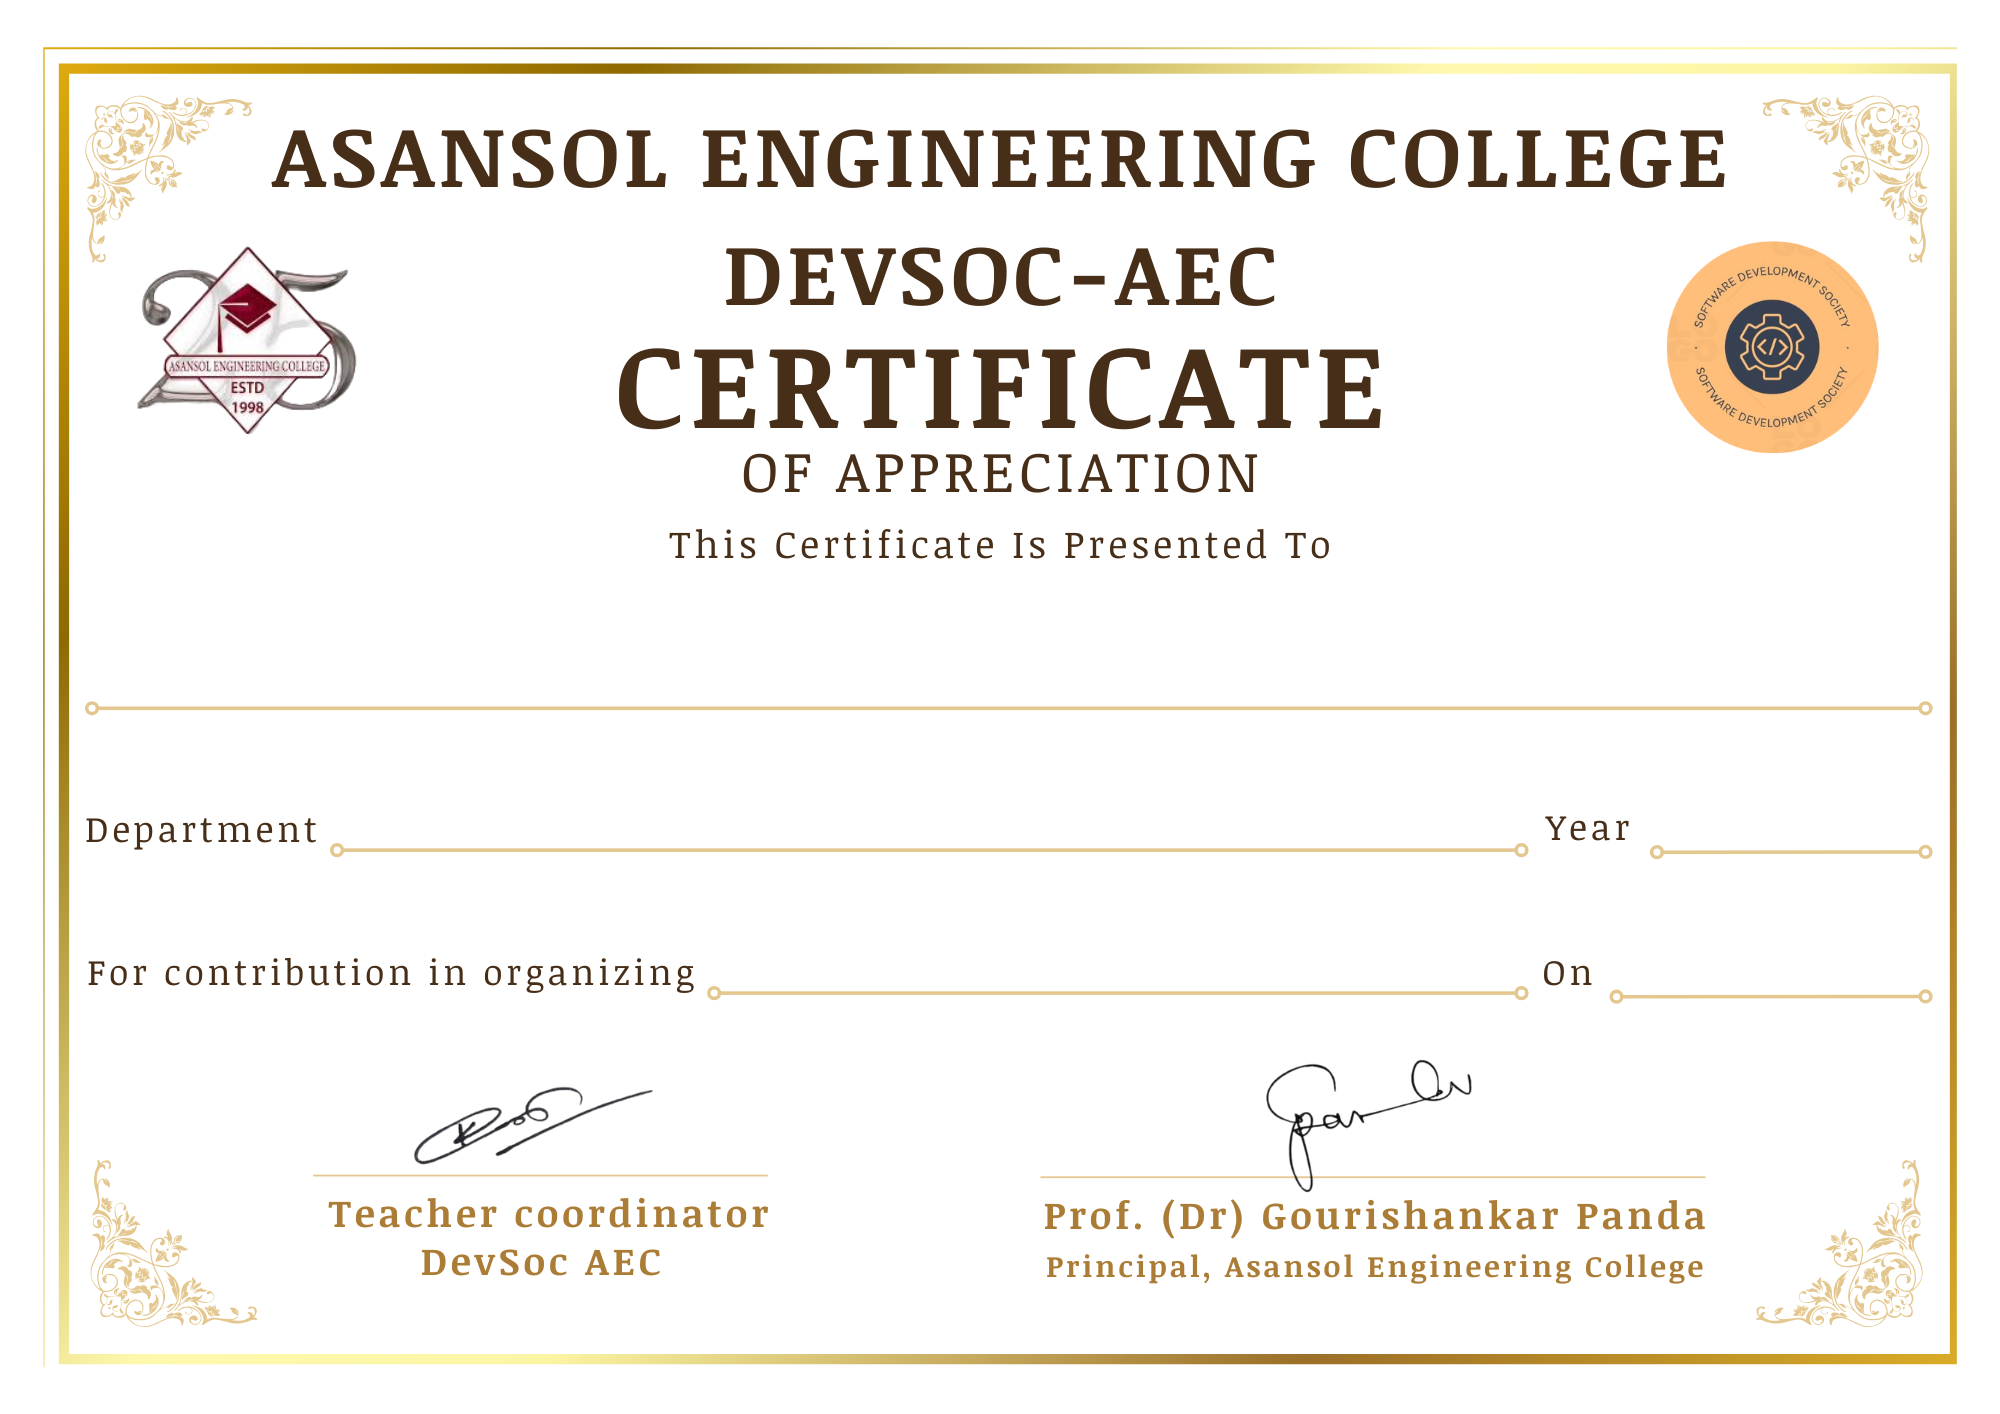 ASANSOL ENGINEERING COLLEGE
DEVSOC-AEC
CERTIFICATE
OF APPRECIATION
This Certificate Is Presented To
25
ASANSOL ENGINEERING COLLEGE
ESTD
1998
SOFTWARE DEVELOPMENT SOCIETY
</>
SOFTWARE DEVELOPMENT SOCIETY
Department
Year
For contribution in organizing
On
Teacher coordinator
DevSoc AEC
Prof. (Dr) Gourishankar Panda
Principal, Asansol Engineering College